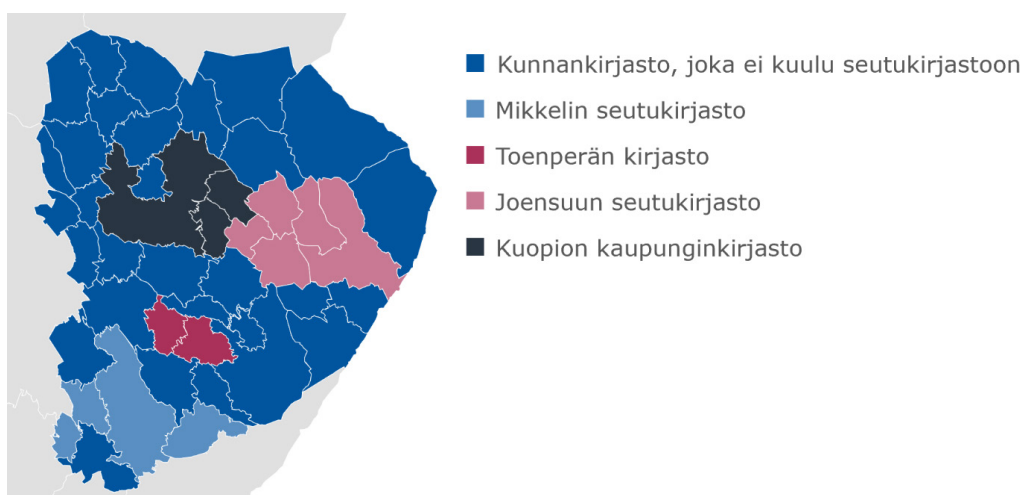 Kunnankirjasto, joka ei kuulu seutukirjastoon
Mikkelin seutukirjasto
Toenperän kirjasto
Joensuun seutukirjasto
Kuopion kaupunginkirjasto